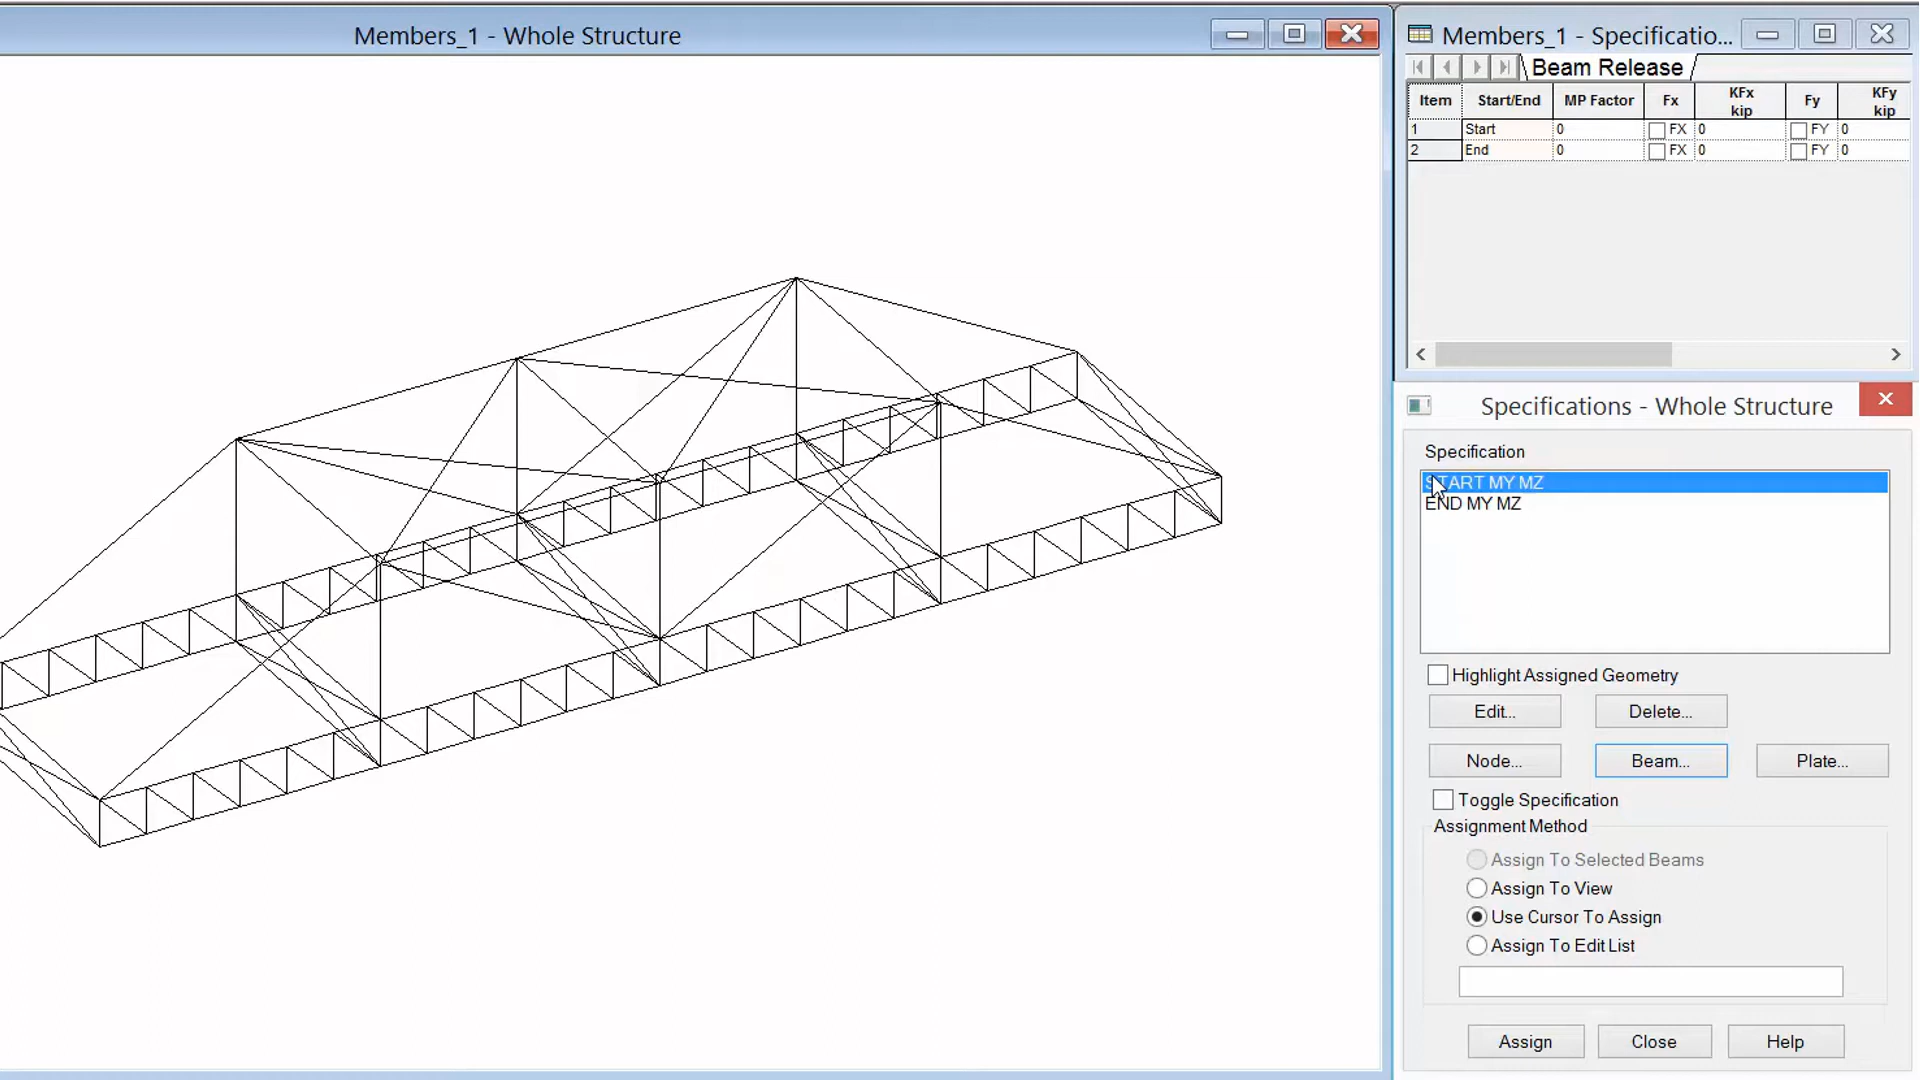 Members_1 - Whole Structure
Members_1 - Specificatio...
Beam Release
Item Start/End MP Factor Fx KFx kip Fy KFy kip
1 Start 0 FX 0 FY 0
2 End 0 FX 0 FY 0
Specifications - Whole Structure
Specification
START MY MZ
END MY MZ
Highlight Assigned Geometry
Edit... Delete...
Node... Beam... Plate...
Toggle Specification
Assignment Method
Assign To Selected Beams
Assign To View
Use Cursor To Assign
Assign To Edit List
Assign Close Help